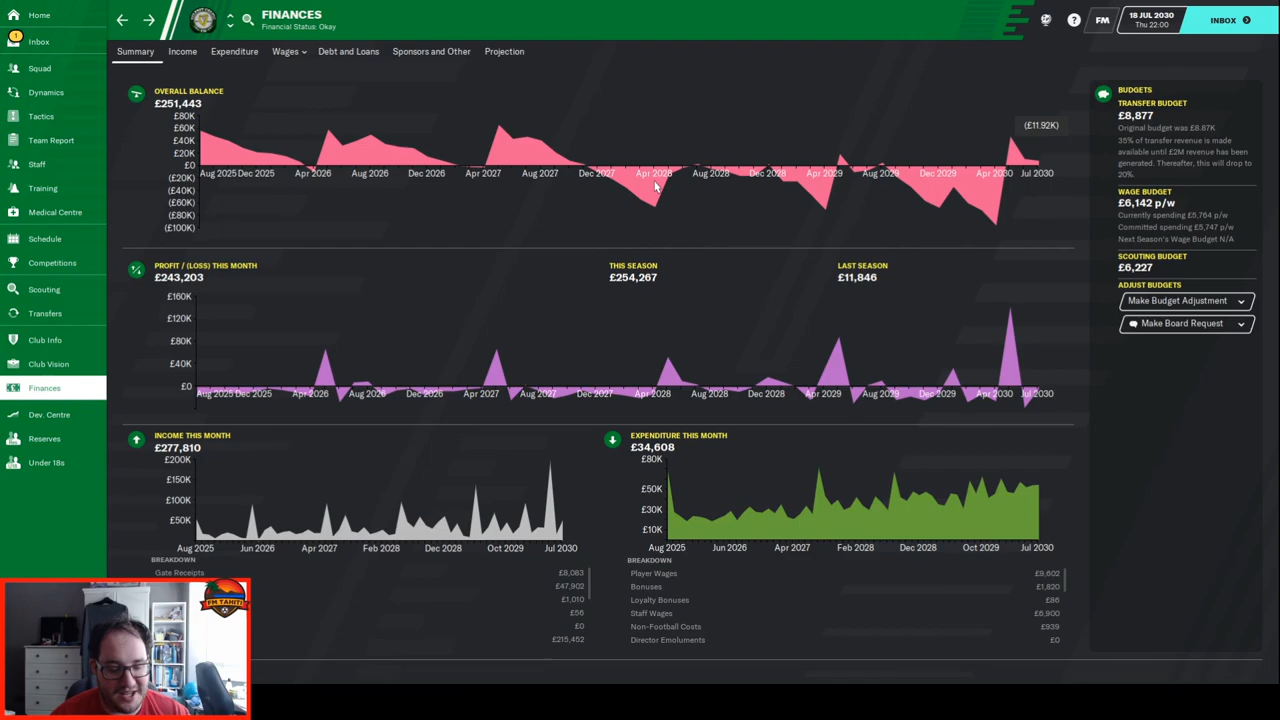 Home
1
Inbox
Squad
Dynamics
Tactics
Team Report
Staff
Training
Medical Centre
Schedule
Competitions
Scouting
Transfers
Club Info
Club Vision
Finances
Dev. Centre
Reserves
Under 18s
FINANCES
Financial Status: Okay
?
FM
18 JUL 2030
Thu 22:00
INBOX
Summary
Income
Expenditure
Wages
Debt and Loans
Sponsors and Other
Projection
OVERALL BALANCE
£251,443
£80K
£60K
£40K
£20K
£0
(£20K)
(£40K)
(£60K)
(£80K)
(£100K)
(£11.92K)
Aug 2025 Dec 2025 Apr 2026 Aug 2026 Dec 2026 Apr 2027 Aug 2027 Dec 2027 Apr 2028 Aug 2028 Dec 2028 Apr 2029 Aug 2029 Dec 2029 Apr 2030 Jul 2030
PROFIT / (LOSS) THIS MONTH
£243,203
THIS SEASON
£254,267
LAST SEASON
£11,846
£160K
£120K
£80K
£40K
£0
Aug 2025 Dec 2025 Apr 2026 Aug 2026 Dec 2026 Apr 2027 Aug 2027 Dec 2027 Apr 2028 Aug 2028 Dec 2028 Apr 2029 Aug 2029 Dec 2029 Apr 2030 Jul 2030
INCOME THIS MONTH
£277,810
£200K
£150K
£100K
£50K
Aug 2025 Jun 2026 Apr 2027 Feb 2028 Dec 2028 Oct 2029 Jul 2030
BREAKDOWN
Gate Receipts £8,083
£47,902
£1,010
£56
£0
£215,452
EXPENDITURE THIS MONTH
£34,608
£80K
£50K
£30K
£10K
Aug 2025 Jun 2026 Apr 2027 Feb 2028 Dec 2028 Oct 2029 Jul 2030
BREAKDOWN
Player Wages £9,602
Bonuses £1,820
Loyalty Bonuses £86
Staff Wages £6,900
Non-Football Costs £939
Director Emoluments £0
BUDGETS
TRANSFER BUDGET
£8,877
Original budget was £8.87K
35% of transfer revenue is made
available until £2M revenue has been
generated. Thereafter, this will drop to
20%.
WAGE BUDGET
£6,142 p/w
Currently spending £5,764 p/w
Committed spending £5,747 p/w
Next Season's Wage Budget N/A
SCOUTING BUDGET
£6,227
ADJUST BUDGETS
Make Budget Adjustment
Make Board Request
FM TAHITI